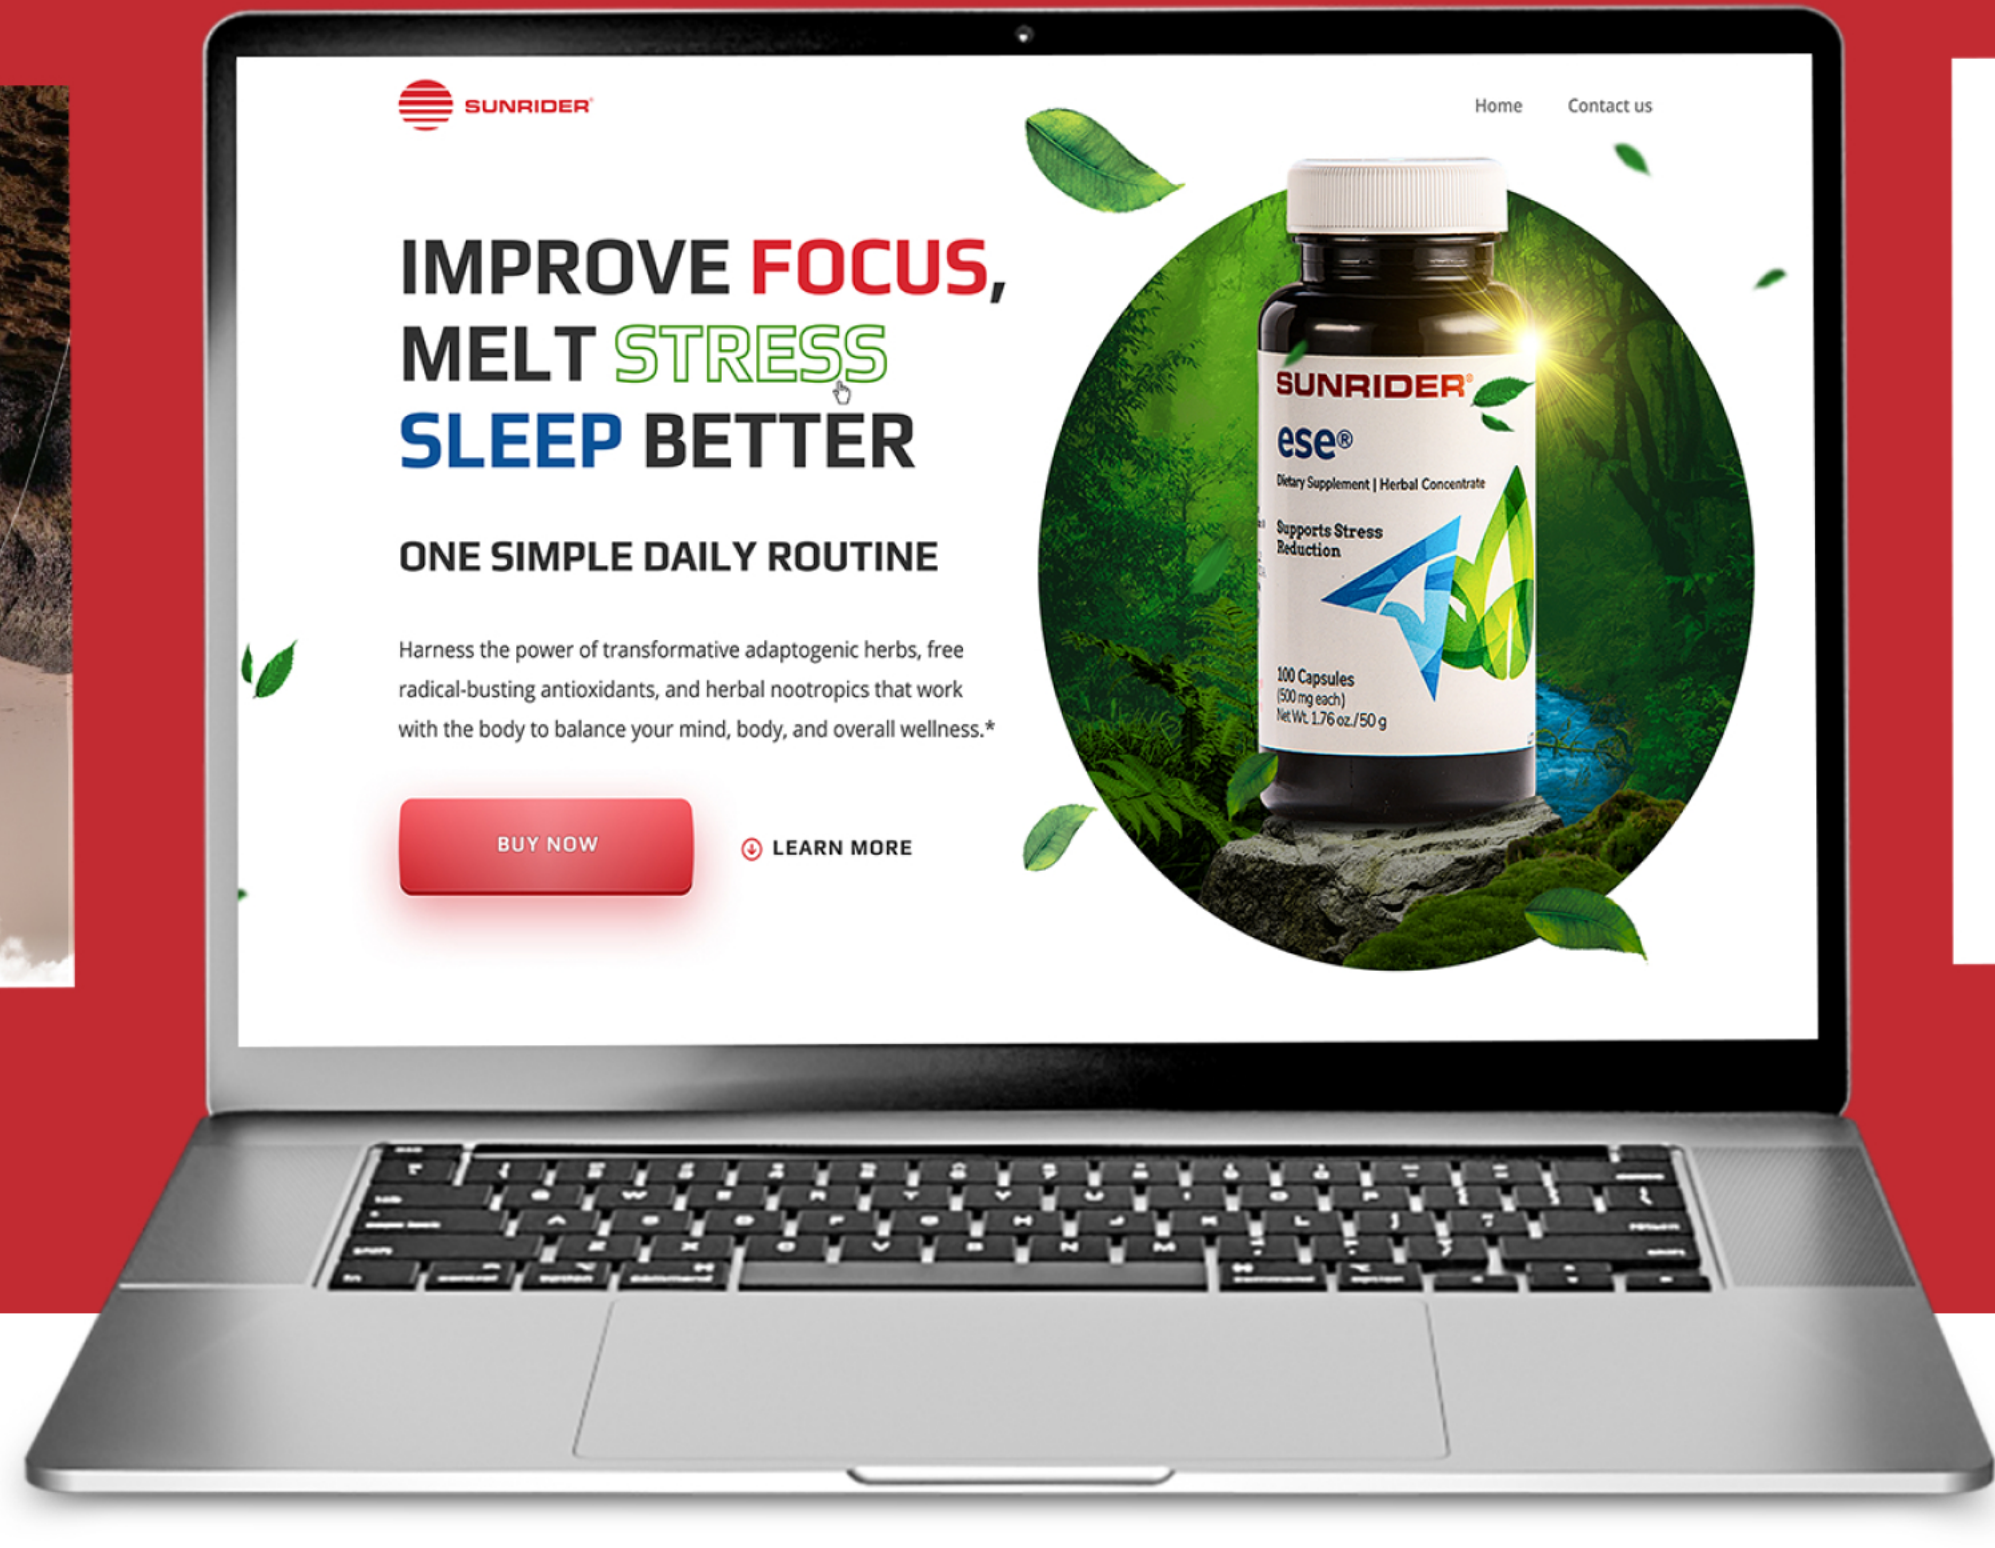 SUNRIDER®
Home
Contact us
IMPROVE FOCUS,
MELT STRESS
SLEEP BETTER
ONE SIMPLE DAILY ROUTINE
Harness the power of transformative adaptogenic herbs, free
radical-busting antioxidants, and herbal nootropics that work
with the body to balance your mind, body, and overall wellness.*
BUY NOW
LEARN MORE
SUNRIDER®
ese®
Dietary Supplement | Herbal Concentrate
Supports Stress
Reduction
100 Capsules
(500 mg each)
Net Wt. 1.76 oz./50 g